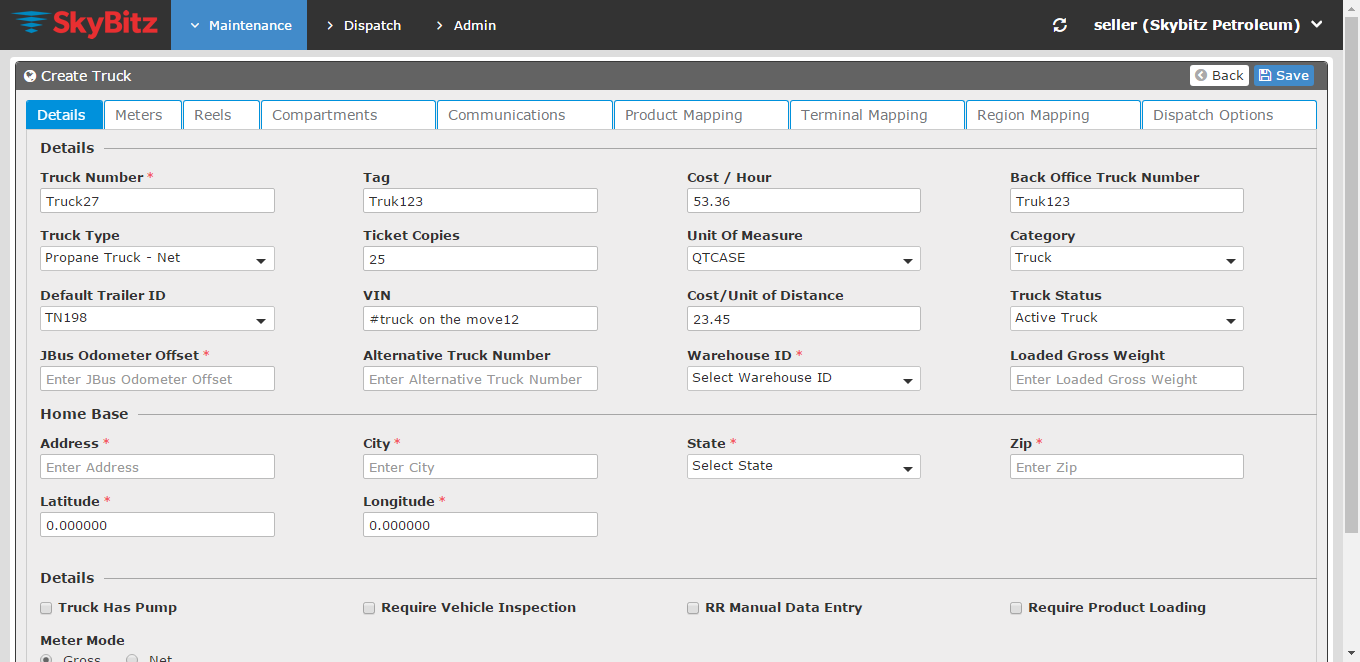 SkyBitz Maintenance Dispatch Admin seller (Skybitz Petroleum)
Create Truck Back Save
Details Meters Reels Compartments Communications Product Mapping Terminal Mapping Region Mapping Dispatch Options
Details
Truck Number * Tag Cost / Hour Back Office Truck Number
Truck27 Truk123 53.36 Truk123
Truck Type Ticket Copies Unit Of Measure Category
Propane Truck - Net 25 QTCASE Truck
Default Trailer ID VIN Cost/Unit of Distance Truck Status
TN198 #truck on the move12 23.45 Active Truck
JBus Odometer Offset * Alternative Truck Number Warehouse ID * Loaded Gross Weight
Enter JBus Odometer Offset Enter Alternative Truck Number Select Warehouse ID Enter Loaded Gross Weight
Home Base
Address * City * State * Zip *
Enter Address Enter City Select State Enter Zip
Latitude * Longitude *
0.000000 0.000000
Details
Truck Has Pump Require Vehicle Inspection RR Manual Data Entry Require Product Loading
Meter Mode
Gross Net